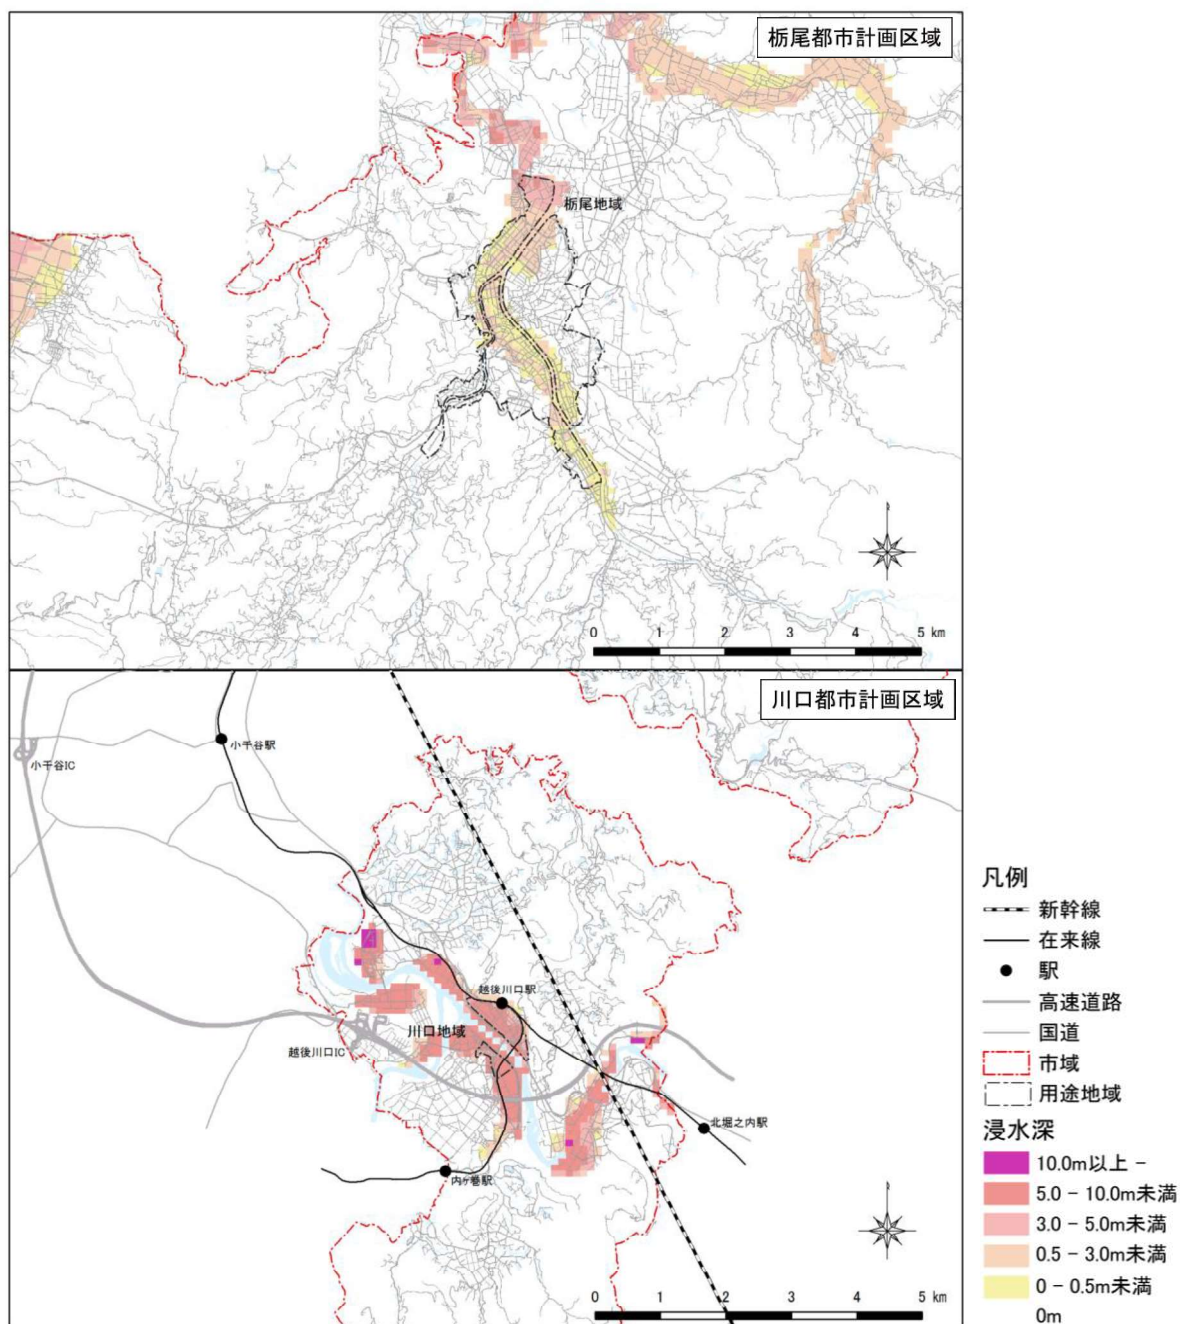 栃尾都市計画区域
栃尾地域
0 1 2 3 4 5 km
川口都市計画区域
小千谷駅
小千谷IC
越後川口駅
川口地域
越後川口IC
北堀之内駅
内ヶ巻駅
0 1 2 3 4 5 km
凡例
新幹線
在来線
駅
高速道路
国道
市域
用途地域
浸水深
10.0m以上 -
5.0 - 10.0m未満
3.0 - 5.0m未満
0.5 - 3.0m未満
0 - 0.5m未満
0m